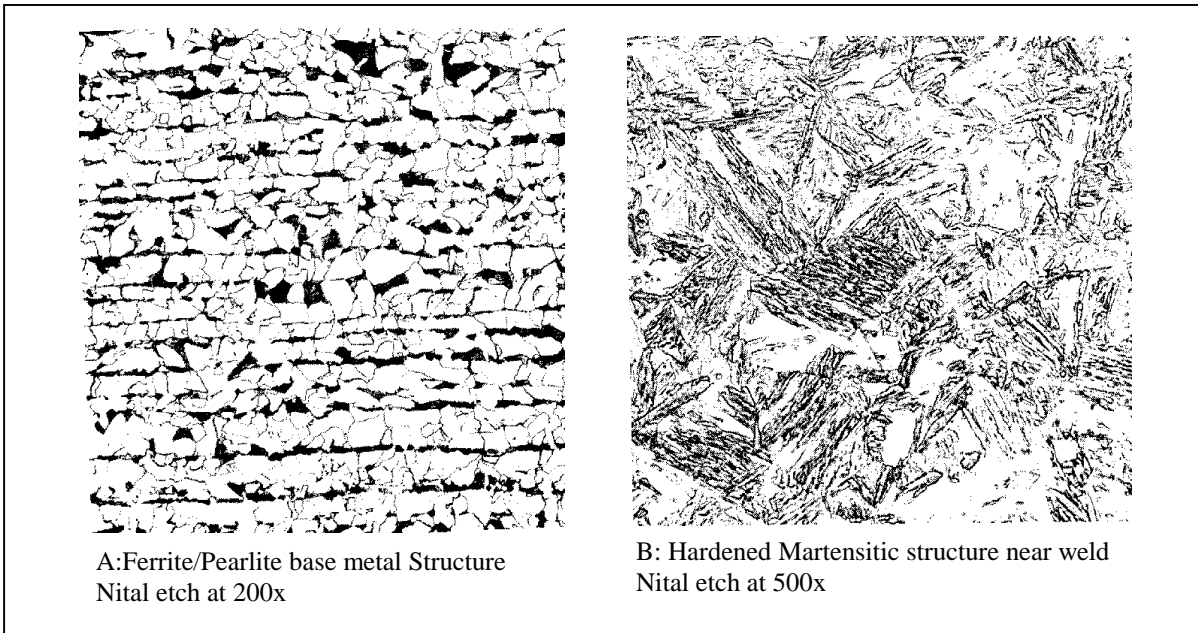 A:Ferrite/Pearlite base metal Structure
Nital etch at 200x
B: Hardened Martensitic structure near weld
Nital etch at 500x